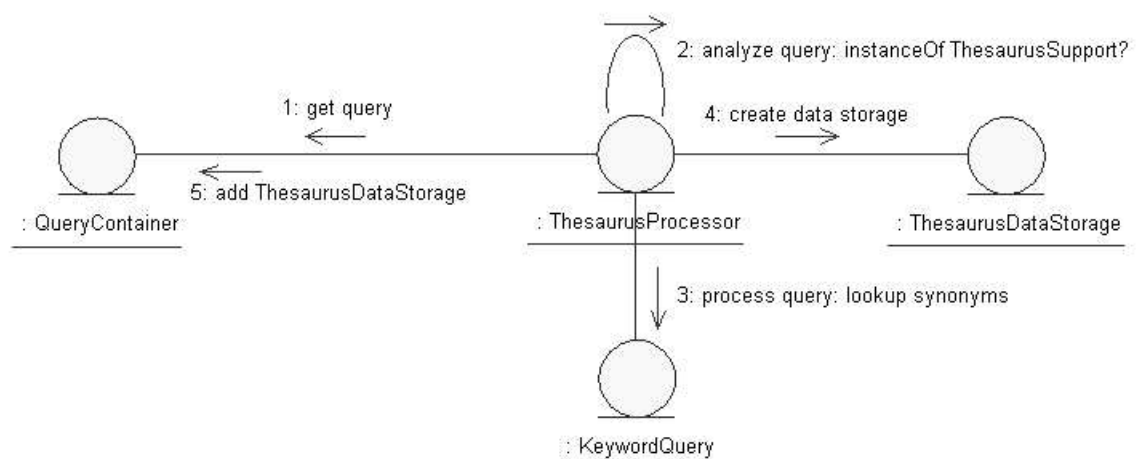 2: analyze query: instanceOf ThesaurusSupport?
1: get query
4: create data storage
5: add ThesaurusDataStorage
: QueryContainer
: ThesaurusProcessor
: ThesaurusDataStorage
3: process query: lookup synonyms
: KeywordQuery